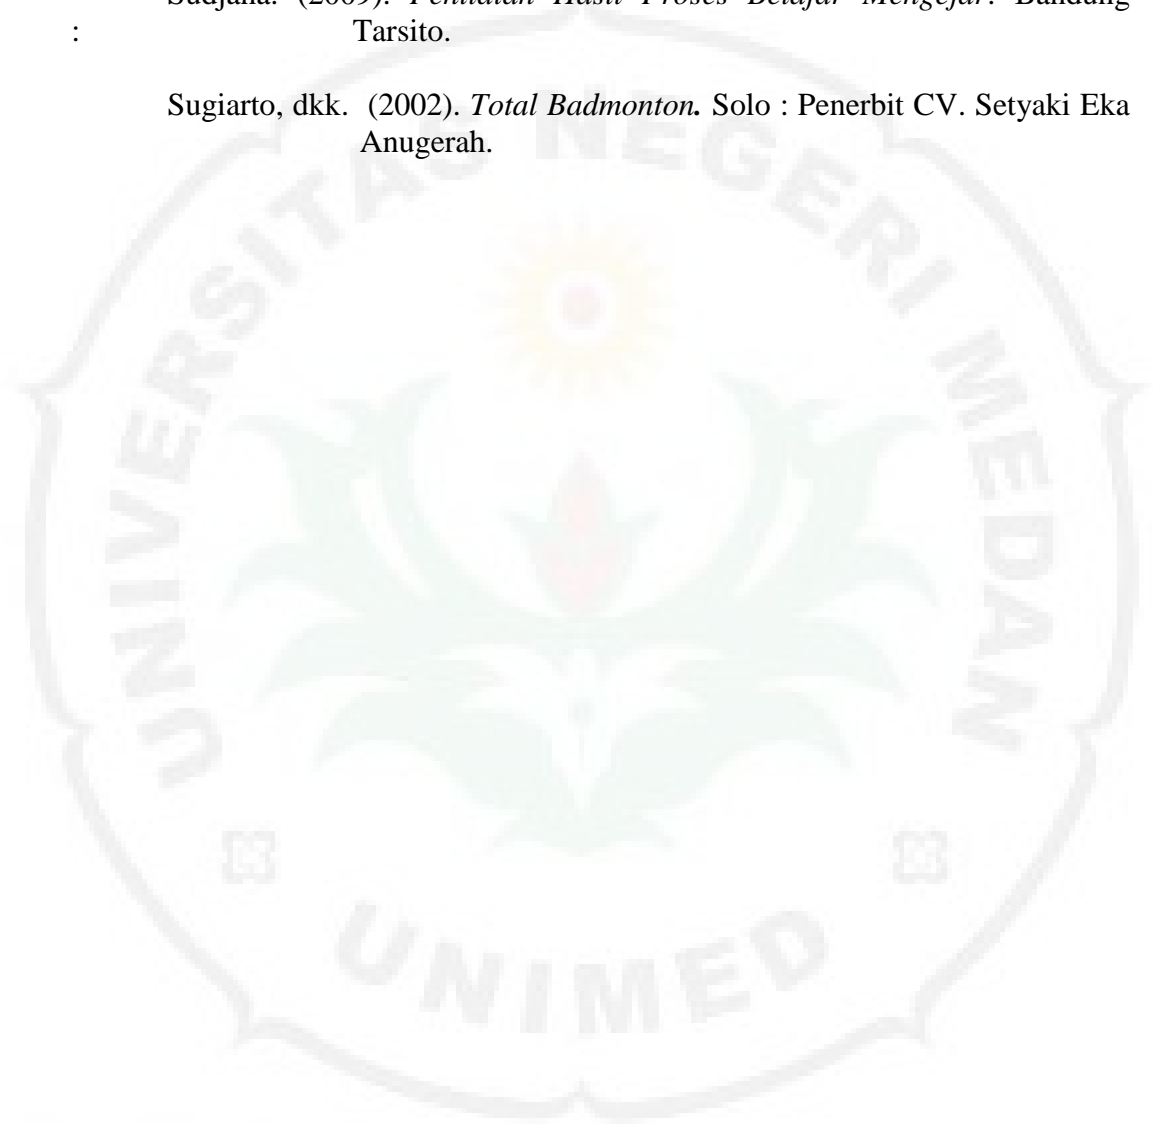 Sudjana. (2009). Penilaian Hasil Proses Belajar Mengejar. Bandung
: Tarsito.
Sugiarto, dkk. (2002). Total Badmonton. Solo : Penerbit CV. Setyaki Eka
Anugerah.
UNIVERSITAS NEGERI MEDAN
UNIMED